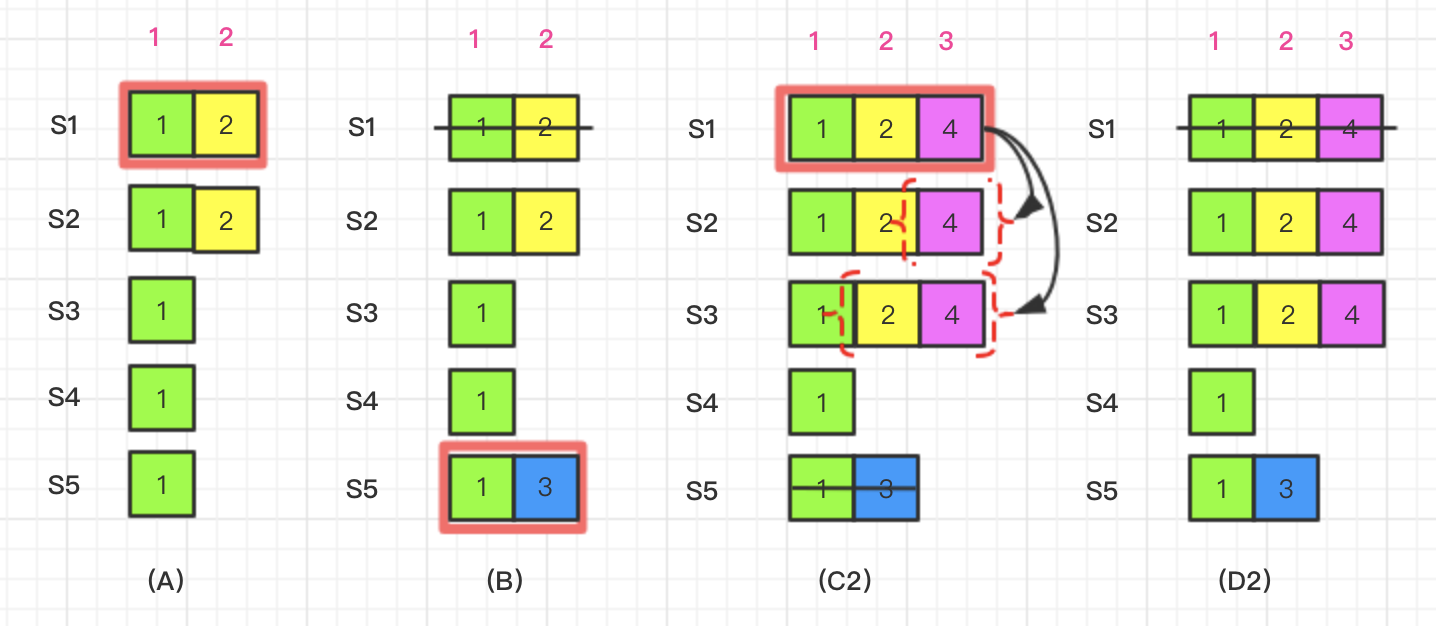 1 2 1 2 1 2 3 1 2 3
S1 1 2 S1 1 2 S1 1 2 4 S1 1 2 4
S2 1 2 S2 1 2 S2 1 2 4 S2 1 2 4
S3 1 S3 1 S3 1 2 4 S3 1 2 4
S4 1 S4 1 S4 1 S4 1
S5 1 S5 1 3 S5 1 3 S5 1 3
(A) (B) (C2) (D2)